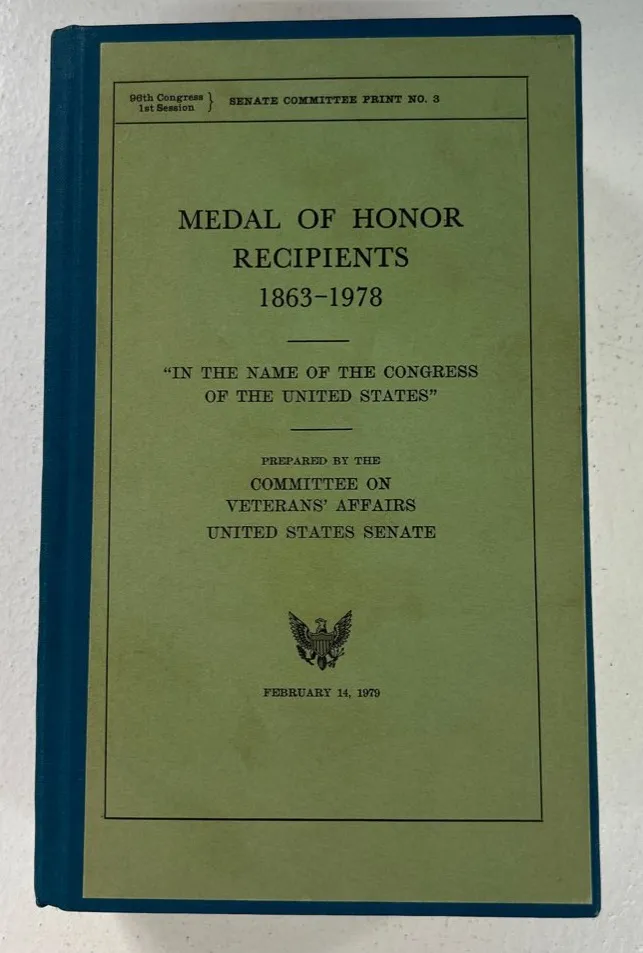 96th Congress } SENATE COMMITTEE PRINT NO. 3
1st Session
MEDAL OF HONOR
RECIPIENTS
1863–1978
"IN THE NAME OF THE CONGRESS
OF THE UNITED STATES"
PREPARED BY THE
COMMITTEE ON
VETERANS' AFFAIRS
UNITED STATES SENATE
FEBRUARY 14, 1979